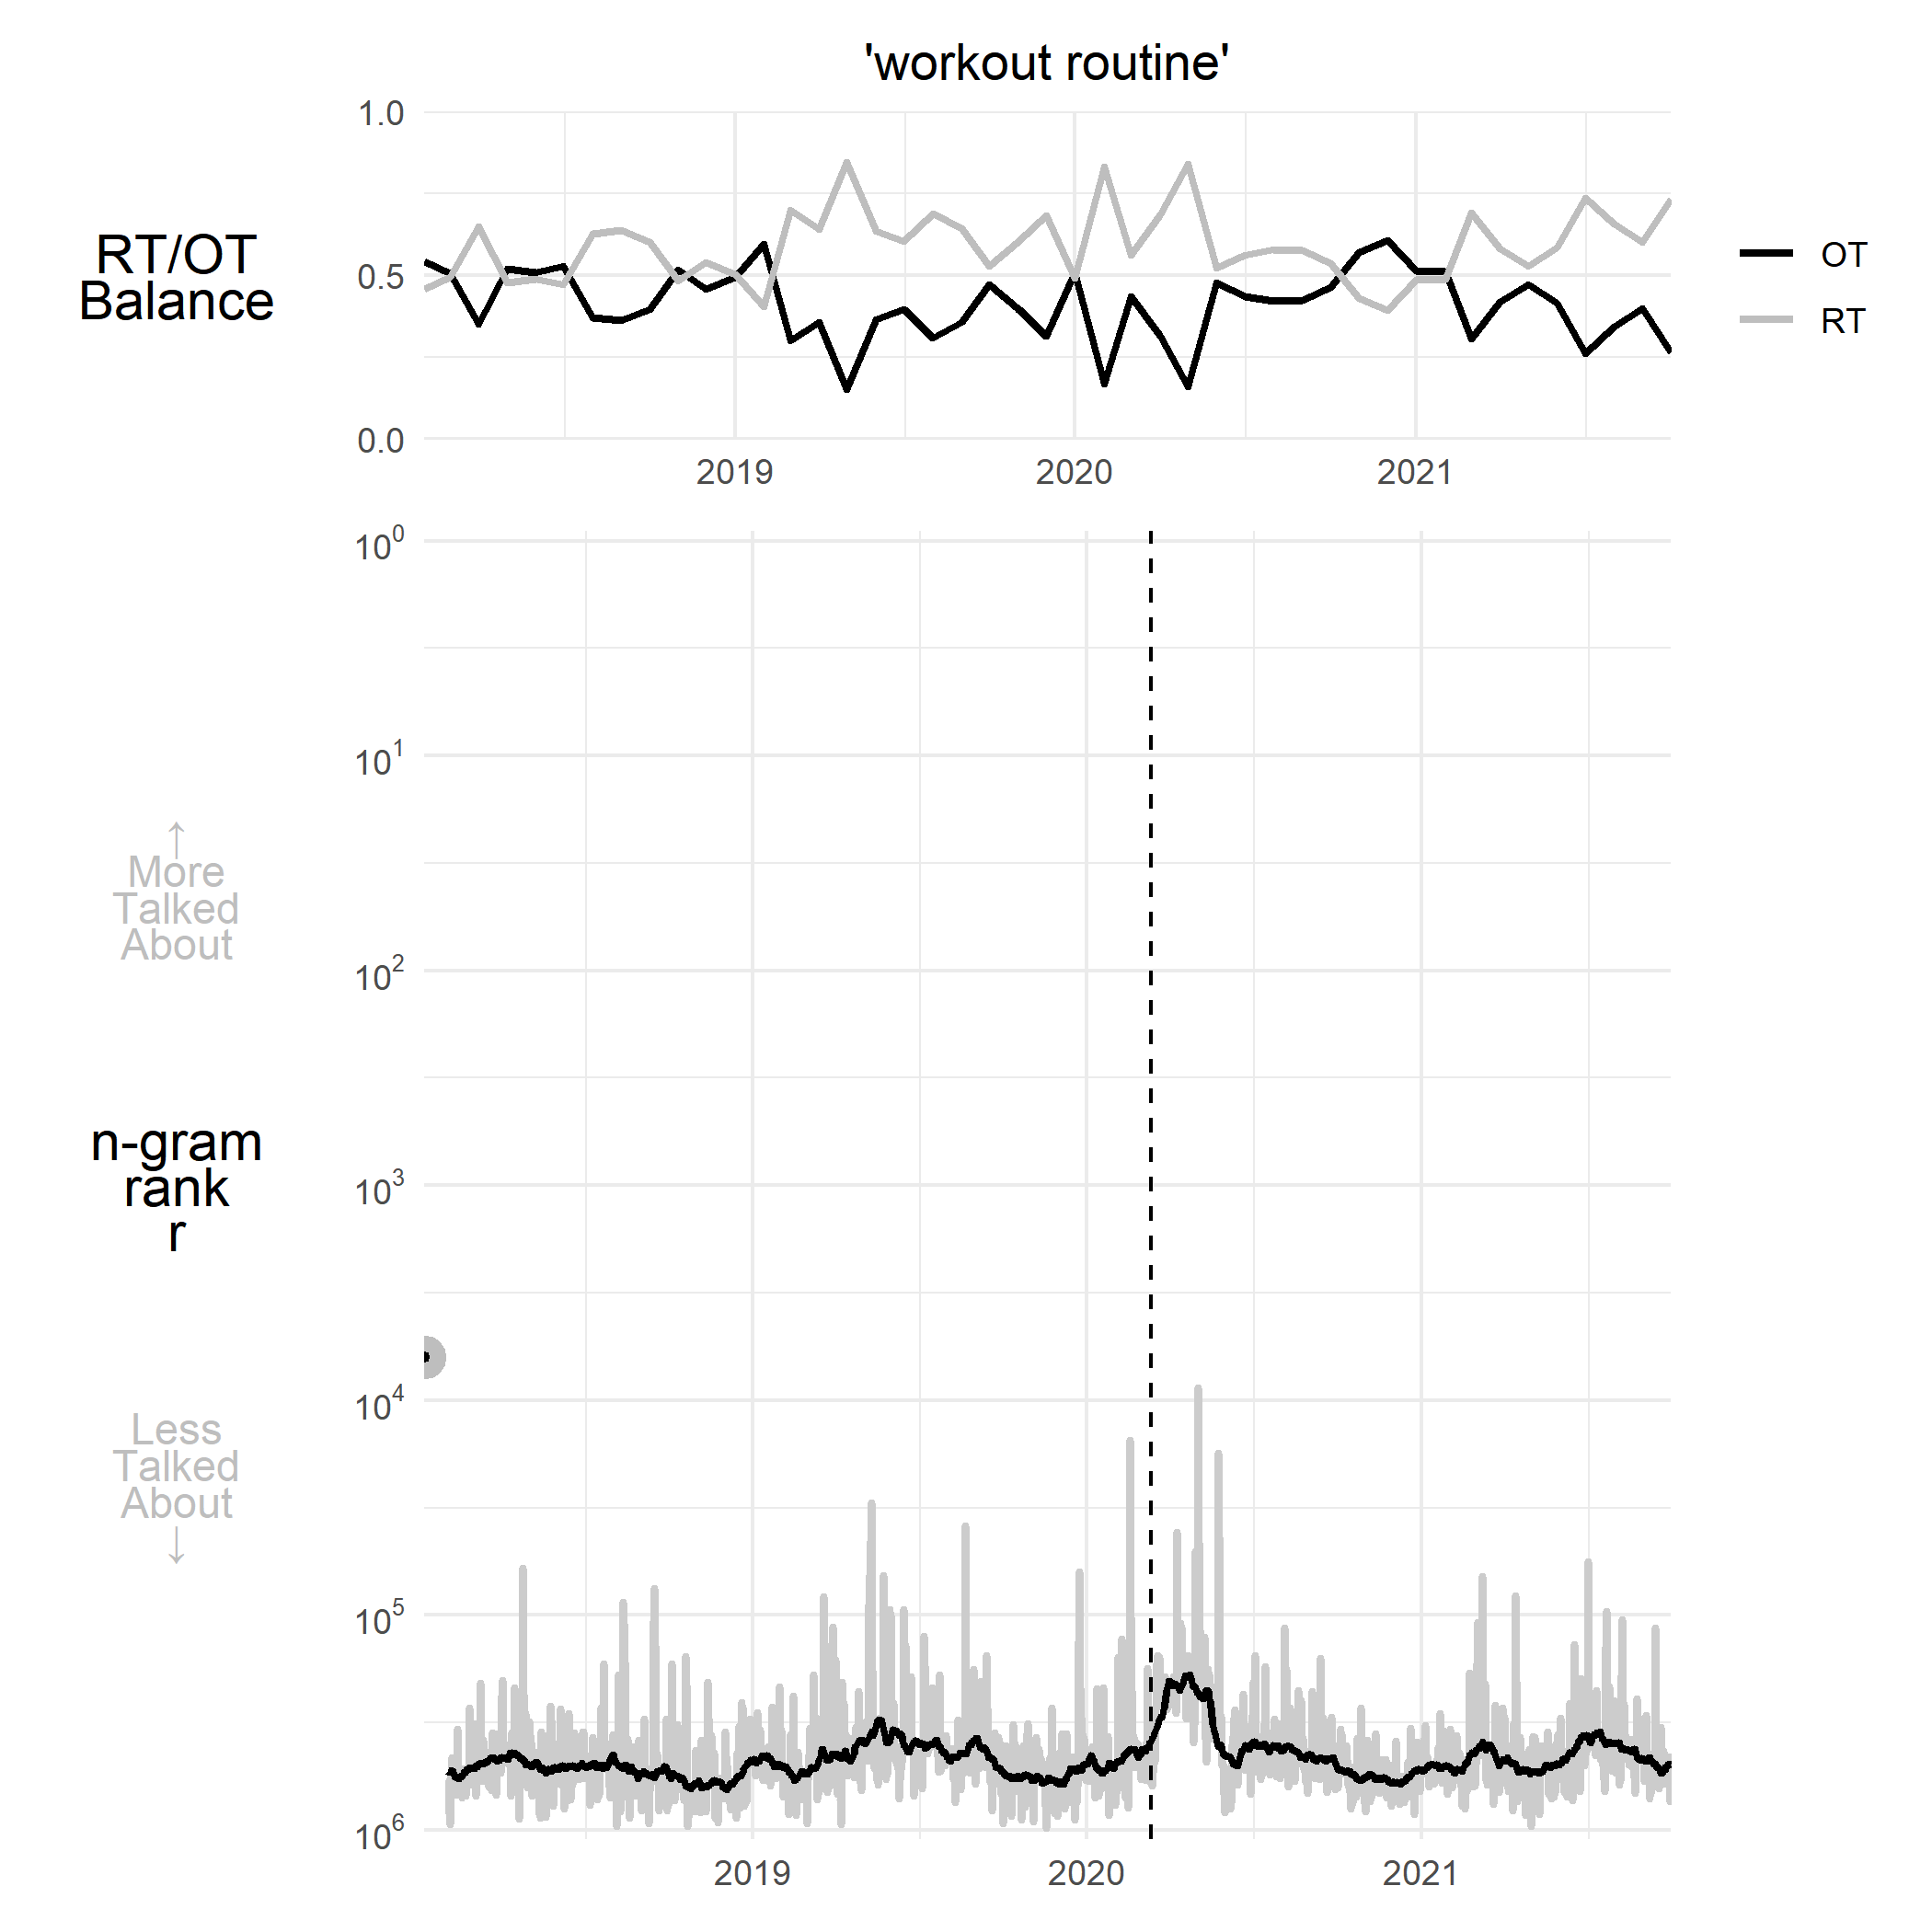 'workout routine'
1.0
0.5
0.0
RT/OT
Balance
2019 2020 2021
OT
RT
10^0
10^1
10^2
10^3
10^4
10^5
10^6
↑
More
Talked
About
n-gram
rank
r
Less
Talked
About
↓
2019 2020 2021